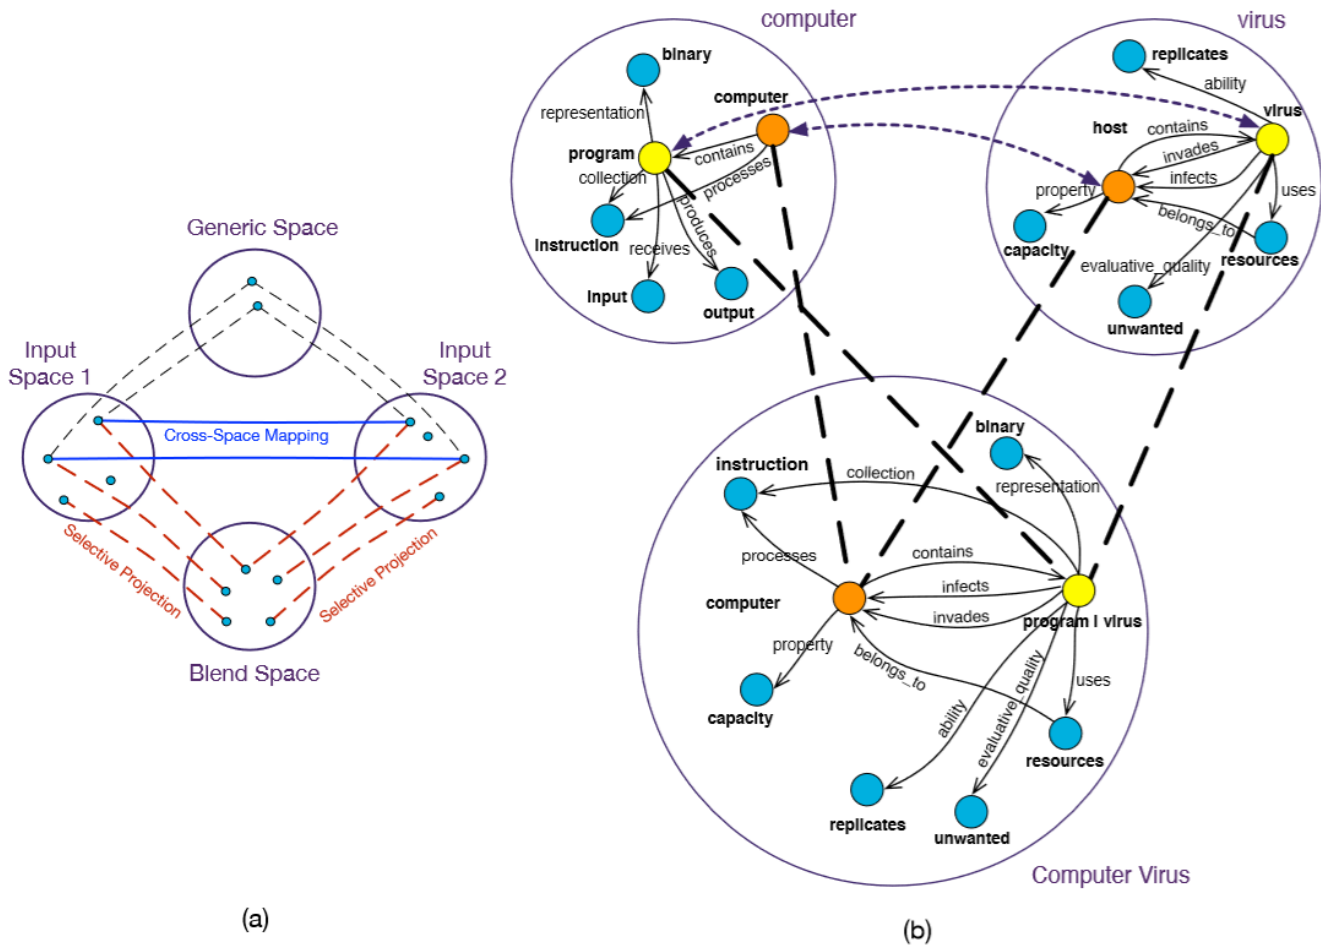 Generic Space
Input
Space 1
Input
Space 2
Cross-Space Mapping
Selective Projection
Selective Projection
Blend Space
(a)
computer
binary
representation
computer
program
contains
collection
processes
instruction
receives
produces
input
output
virus
replicates
ability
virus
host
contains
invades
infects
property
uses
belongs_to
capacity
resources
evaluative_quality
unwanted
binary
instruction
collection
representation
processes
contains
infects
computer
invades
program | virus
property
belongs_to
uses
capacity
ability
evaluative_quality
resources
replicates
unwanted
Computer Virus
(b)